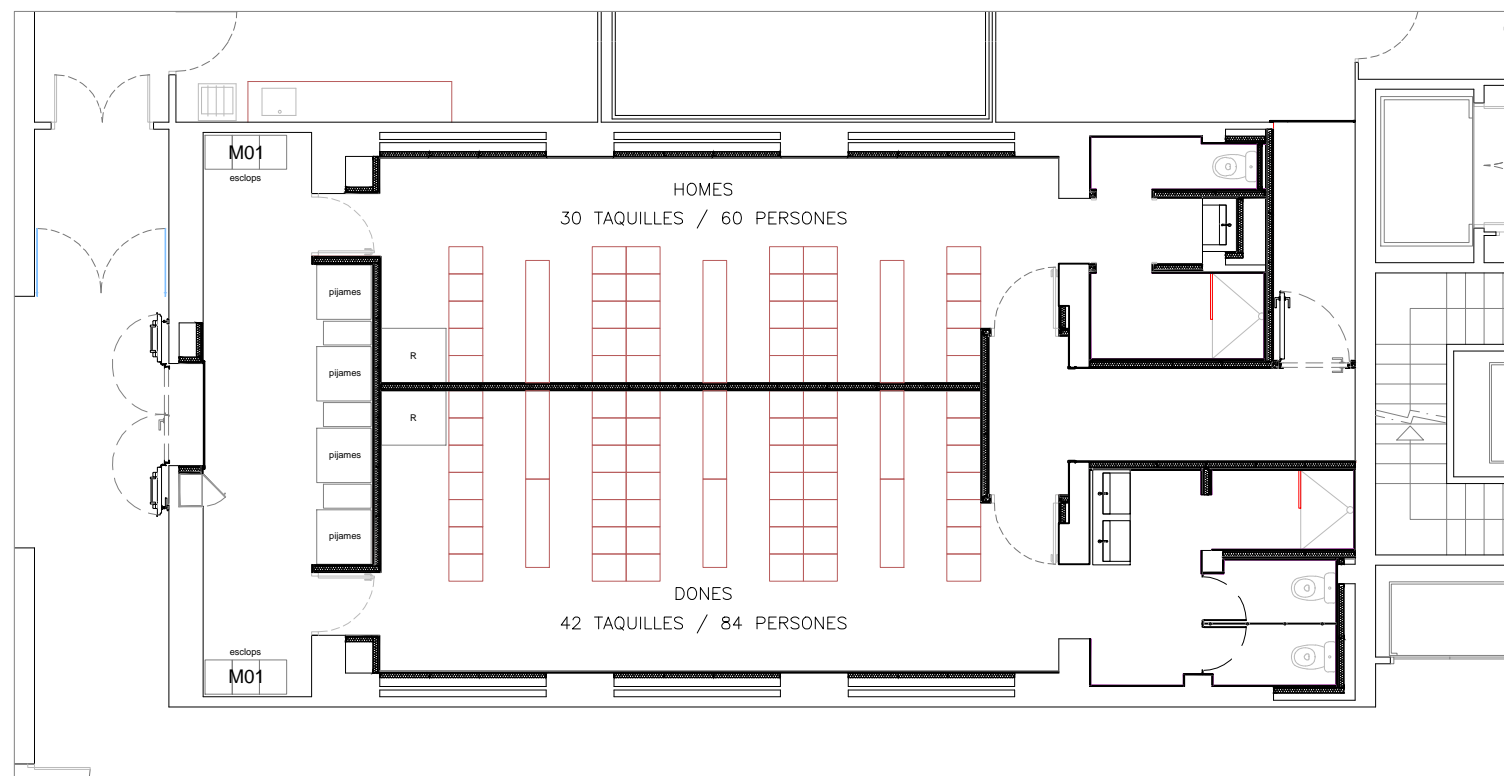 M01
esclops
HOMES
30 TAQUILLES / 60 PERSONES
pijames
R
pijames
R
pijames
pijames
DONES
42 TAQUILLES / 84 PERSONES
esclops
M01